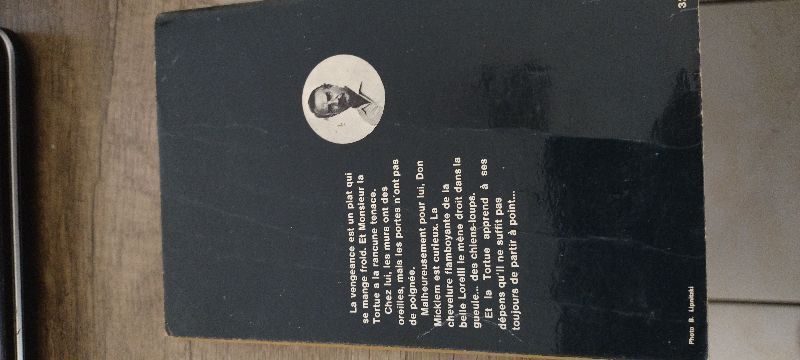 La vengeance est un plat qui
se mange froid. Et Monsieur la
Tortue a la rancune tenace.
Chez lui, les murs ont des
oreilles, mais les portes n'ont pas
de poignée.
Malheureusement pour lui, Don
Micklem est curieux. La
chevelure flamboyante de la
belle Lorelli le mène droit dans la
gueule... des chiens-loups.
Et la Tortue apprend à ses
dépens qu'il ne suffit pas
toujours de partir à point...
Photo B. Lipnitzki